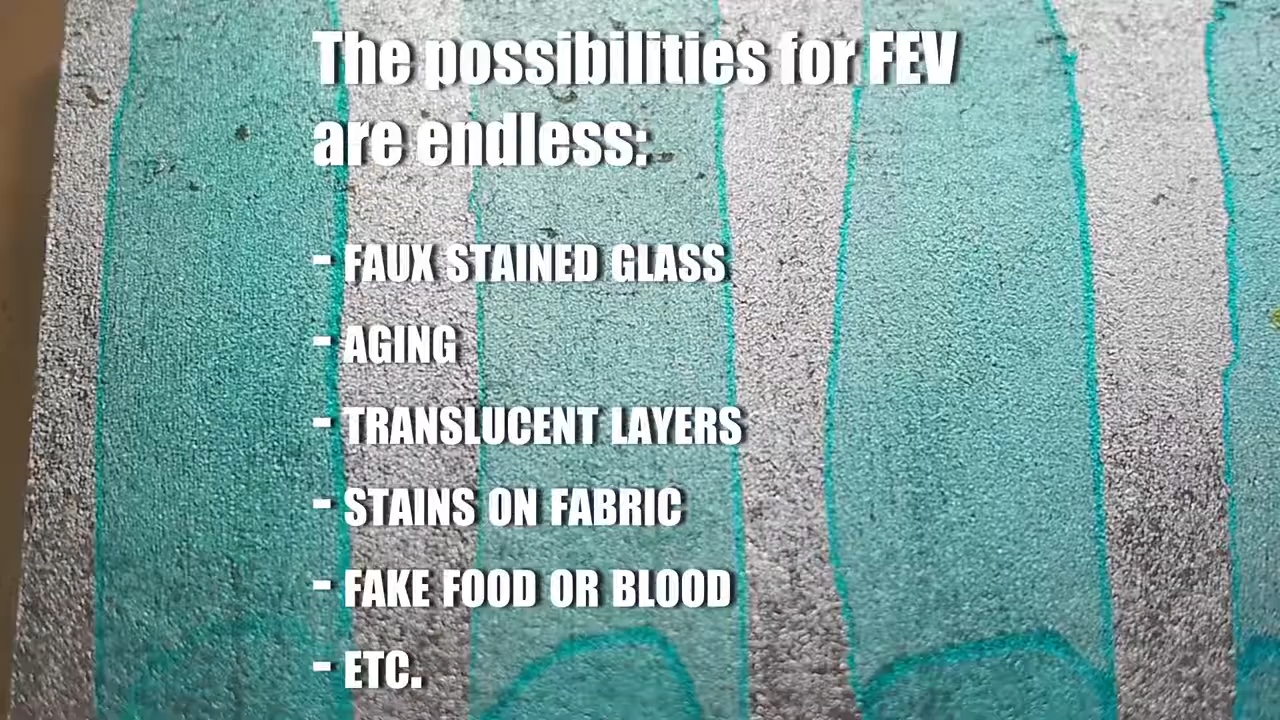 The possibilities for FEV
are endless:
- FAUX STAINED GLASS
- AGING
- TRANSLUCENT LAYERS
- STAINS ON FABRIC
- FAKE FOOD OR BLOOD
- ETC.